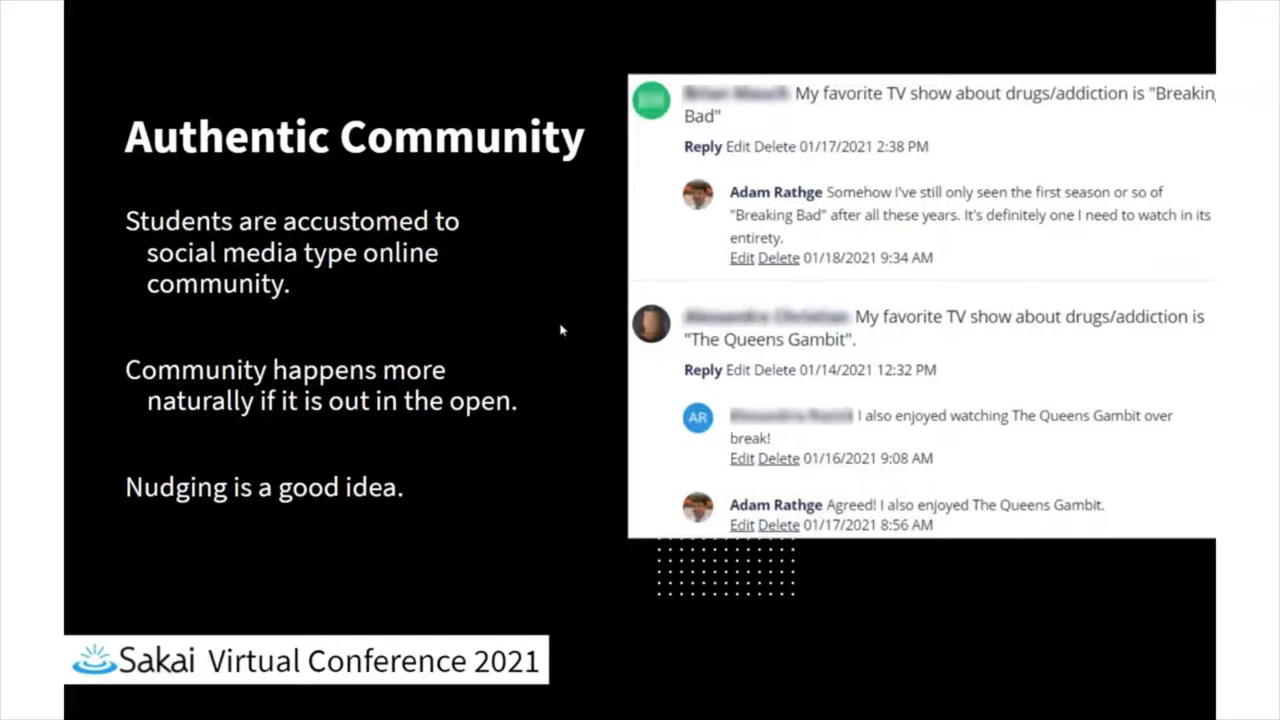 Authentic Community
Students are accustomed to
social media type online
community.
Community happens more
naturally if it is out in the open.
Nudging is a good idea.
My favorite TV show about drugs/addiction is "Breakin
Bad"
Reply Edit Delete 01/17/2021 2:38 PM
Adam Rathge Somehow I've still only seen the first season or so of
"Breaking Bad" after all these years. It's definitely one I need to watch in its
entirety.
Edit Delete 01/18/2021 9:34 AM
My favorite TV show about drugs/addiction is
"The Queens Gambit".
Reply Edit Delete 01/14/2021 12:32 PM
AR I also enjoyed watching The Queens Gambit over
break!
Edit Delete 01/16/2021 9:08 AM
Adam Rathge Agreed! I also enjoyed The Queens Gambit.
Edit Delete 01/17/2021 8:56 AM
Sakai Virtual Conference 2021